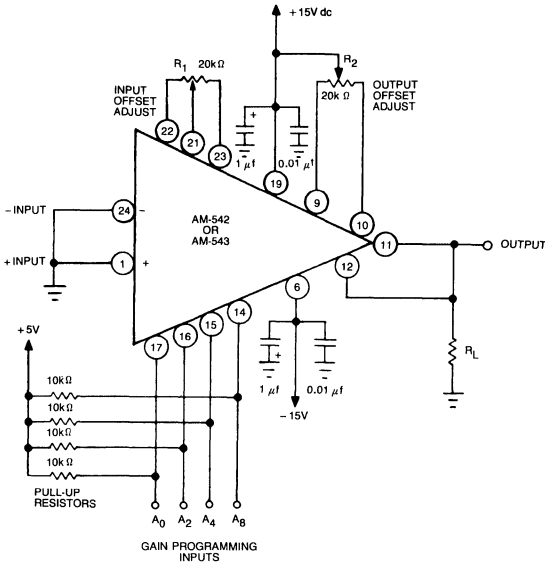 + 15V dc
R1 20kΩ
R2
INPUT
OFFSET
ADJUST
20k Ω
OUTPUT
OFFSET
ADJUST
22
21
23
+
1 µf
0.01 µf
19
9
10
− INPUT
24
−
AM-542
OR
AM-543
11
OUTPUT
+ INPUT
1
+
12
6
14
15
16
17
+ 5V
+
1 µf
0.01 µf
RL
− 15V
10kΩ
10kΩ
10kΩ
10kΩ
PULL-UP
RESISTORS
A0 A2 A4 A8
GAIN PROGRAMMING
INPUTS